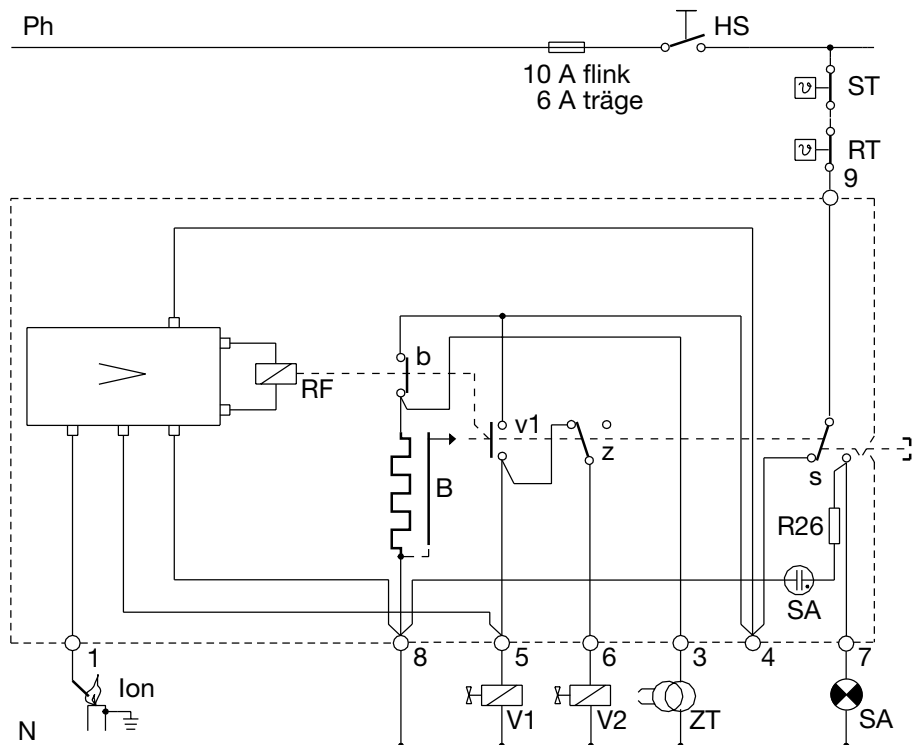 Ph
HS
10 A flink
6 A träge
ST
ϑ
RT
ϑ
9
b
RF
v1
z
s
B
R26
SA
1
8
5
6
3
4
7
Ion
V1
V2
ZT
SA
N